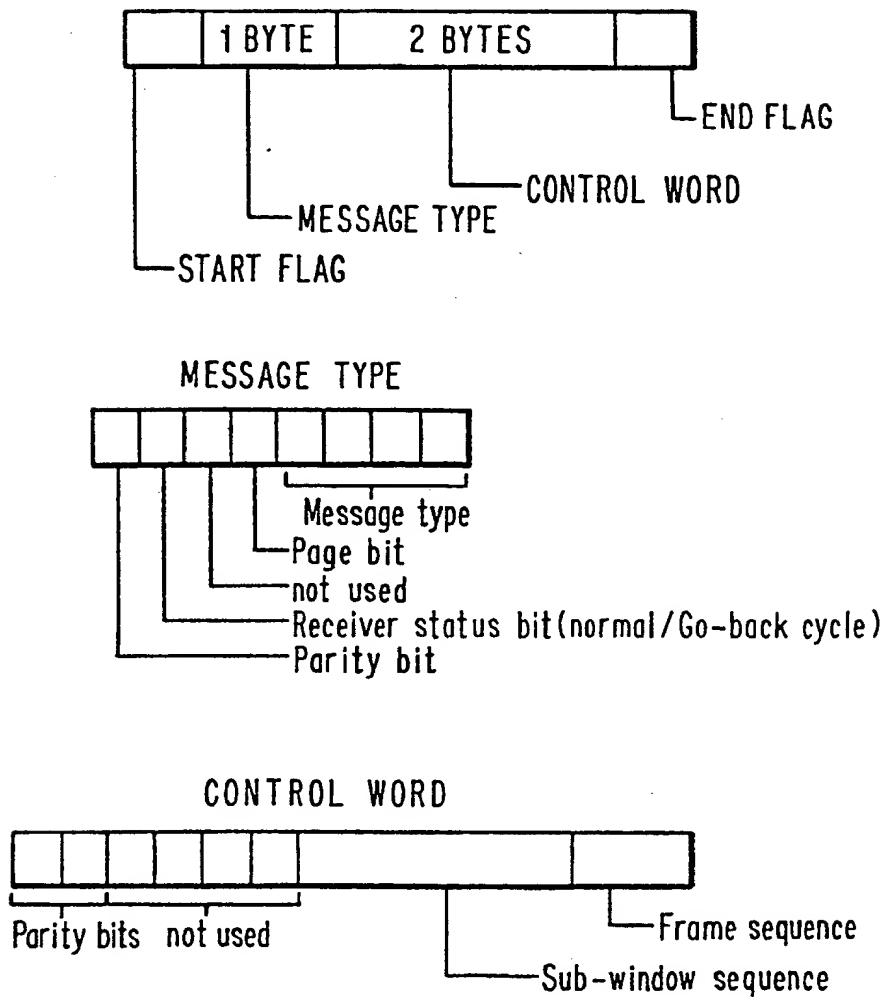 1 BYTE 2 BYTES
END FLAG
CONTROL WORD
MESSAGE TYPE
START FLAG
MESSAGE TYPE
Message type
Page bit
not used
Receiver status bit(normal/Go-back cycle)
Parity bit
CONTROL WORD
Parity bits not used
Frame sequence
Sub-window sequence